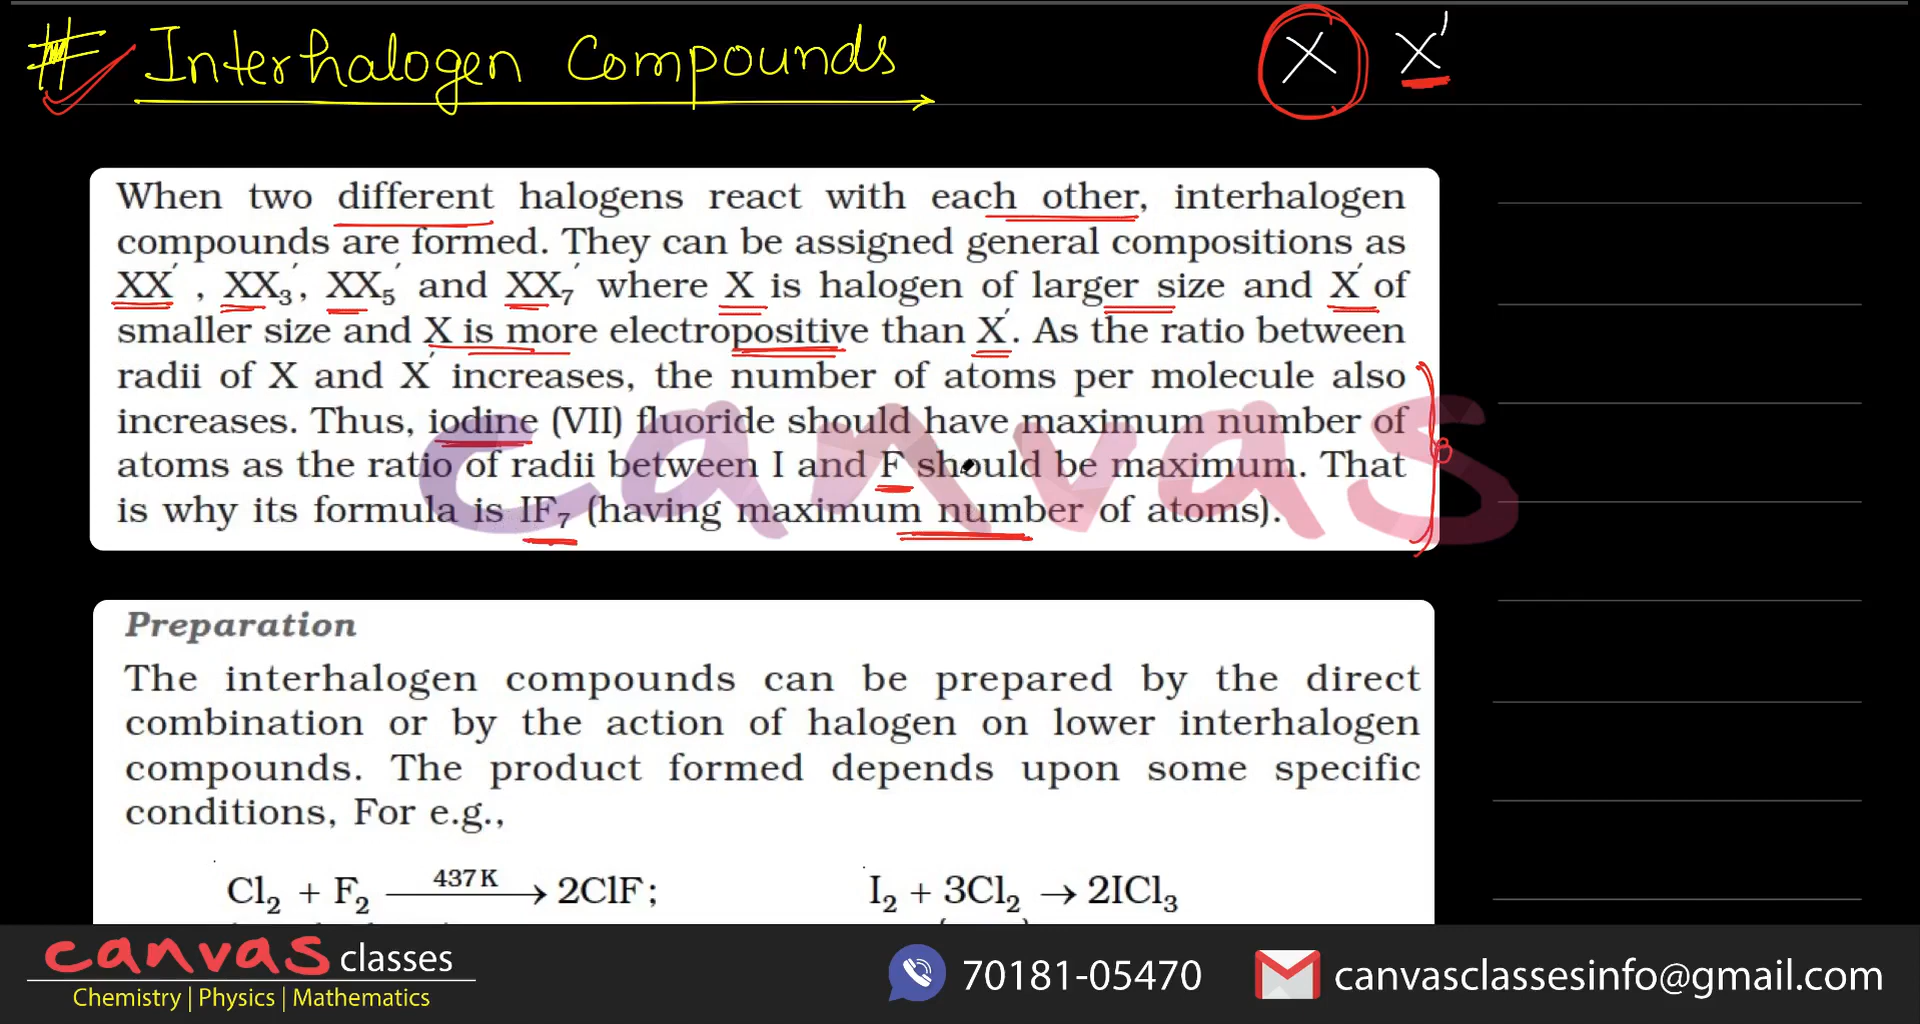 # Interhalogen Compounds
X X′
When two different halogens react with each other, interhalogen
compounds are formed. They can be assigned general compositions as
XX′ , XX₃′, XX₅′ and XX₇′ where X is halogen of larger size and X′ of
smaller size and X is more electropositive than X′. As the ratio between
radii of X and X′ increases, the number of atoms per molecule also
increases. Thus, iodine (VII) fluoride should have maximum number of
atoms as the ratio of radii between I and F should be maximum. That
is why its formula is IF₇ (having maximum number of atoms).
canvas
Preparation
The interhalogen compounds can be prepared by the direct
combination or by the action of halogen on lower interhalogen
compounds. The product formed depends upon some specific
conditions, For e.g.,
Cl₂ + F₂ —437 K→ 2ClF; I₂ + 3Cl₂ → 2ICl₃
canvas classes
Chemistry | Physics | Mathematics
70181-05470
canvasclassesinfo@gmail.com